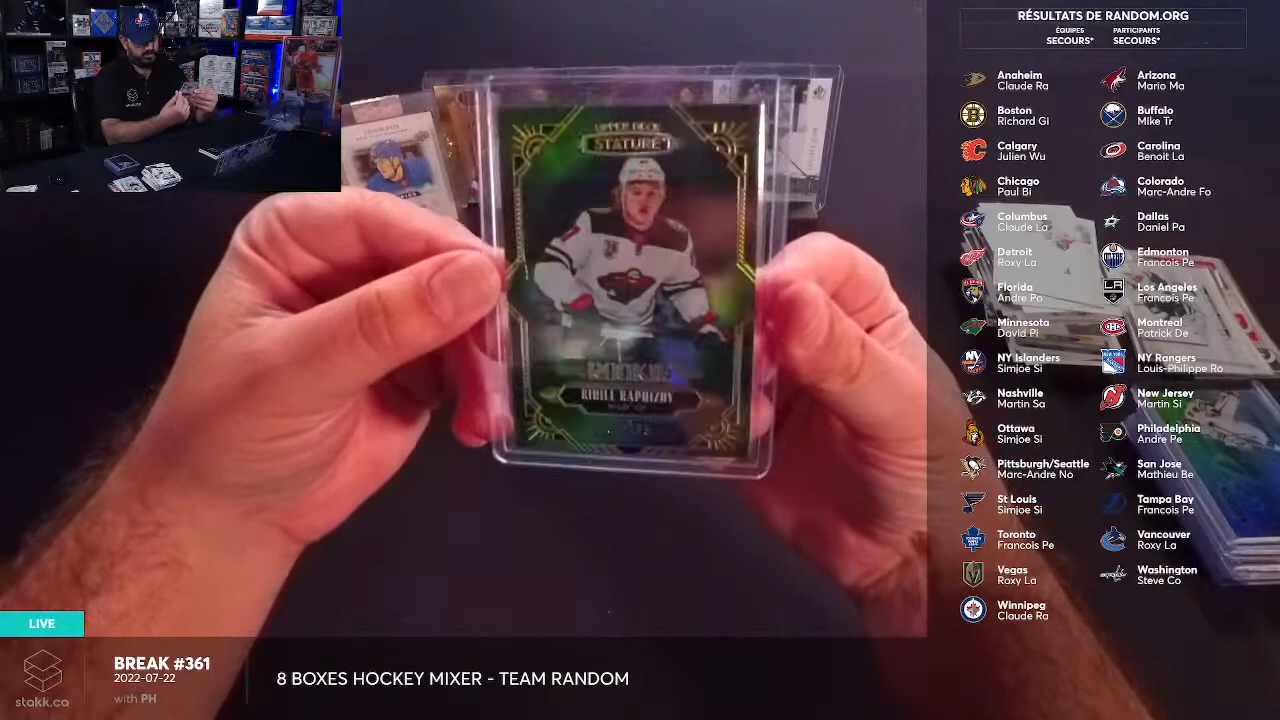 RÉSULTATS DE RANDOM.ORG
ÉQUIPES
SECOURS*
PARTICIPANTS
SECOURS*
Anaheim
Claude Ra
Arizona
Mario Ma
Boston
Richard Gi
Buffalo
Mike Tr
Calgary
Julien Wu
Carolina
Benoit La
Chicago
Paul Bi
Colorado
Marc-Andre Fo
Columbus
Claude La
Dallas
Daniel Pa
Detroit
Roxy La
Edmonton
Francois Pe
Florida
Andre Po
Los Angeles
Francois Pe
Minnesota
David Pi
Montreal
Patrick De
NY Islanders
Simjoe Si
NY Rangers
Louis-Philippe Ro
Nashville
Martin Sa
New Jersey
Martin Si
Ottawa
Simjoe Si
Philadelphia
Andre Pe
Pittsburgh/Seattle
Marc-Andre No
San Jose
Mathieu Be
St Louis
Simjoe Si
Tampa Bay
Francois Pe
Toronto
Francois Pe
Vancouver
Roxy La
Vegas
Roxy La
Washington
Steve Co
Winnipeg
Claude Ra
UPPER DECK
STATURE
ROOKIE
KIRILL KAPRIZOV
LIVE
stakk.ca
BREAK #361
2022-07-22
with PH
8 BOXES HOCKEY MIXER - TEAM RANDOM